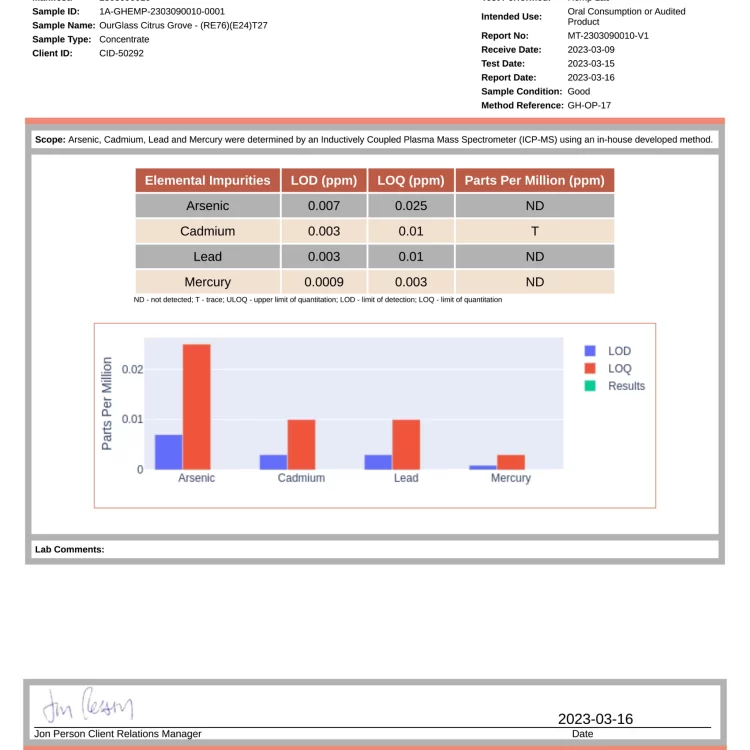 Sample ID: 1A-GHEMP-2303090010-0001
Sample Name: OurGlass Citrus Grove - (RE76)(E24)T27
Sample Type: Concentrate
Client ID: CID-50292
Intended Use: Oral Consumption or Audited
Product
Report No: MT-2303090010-V1
Receive Date: 2023-03-09
Test Date: 2023-03-15
Report Date: 2023-03-16
Sample Condition: Good
Method Reference: GH-OP-17
Scope: Arsenic, Cadmium, Lead and Mercury were determined by an Inductively Coupled Plasma Mass Spectrometer (ICP-MS) using an in-house developed method.
Elemental Impurities LOD (ppm) LOQ (ppm) Parts Per Million (ppm)
Arsenic 0.007 0.025 ND
Cadmium 0.003 0.01 T
Lead 0.003 0.01 ND
Mercury 0.0009 0.003 ND
ND - not detected; T - trace; ULOQ - upper limit of quantitation; LOD - limit of detection; LOQ - limit of quantitation
Parts Per Million
0.02
0.01
0
Arsenic Cadmium Lead Mercury
LOD
LOQ
Results
Lab Comments:
Jon Person
2023-03-16
Jon Person Client Relations Manager Date